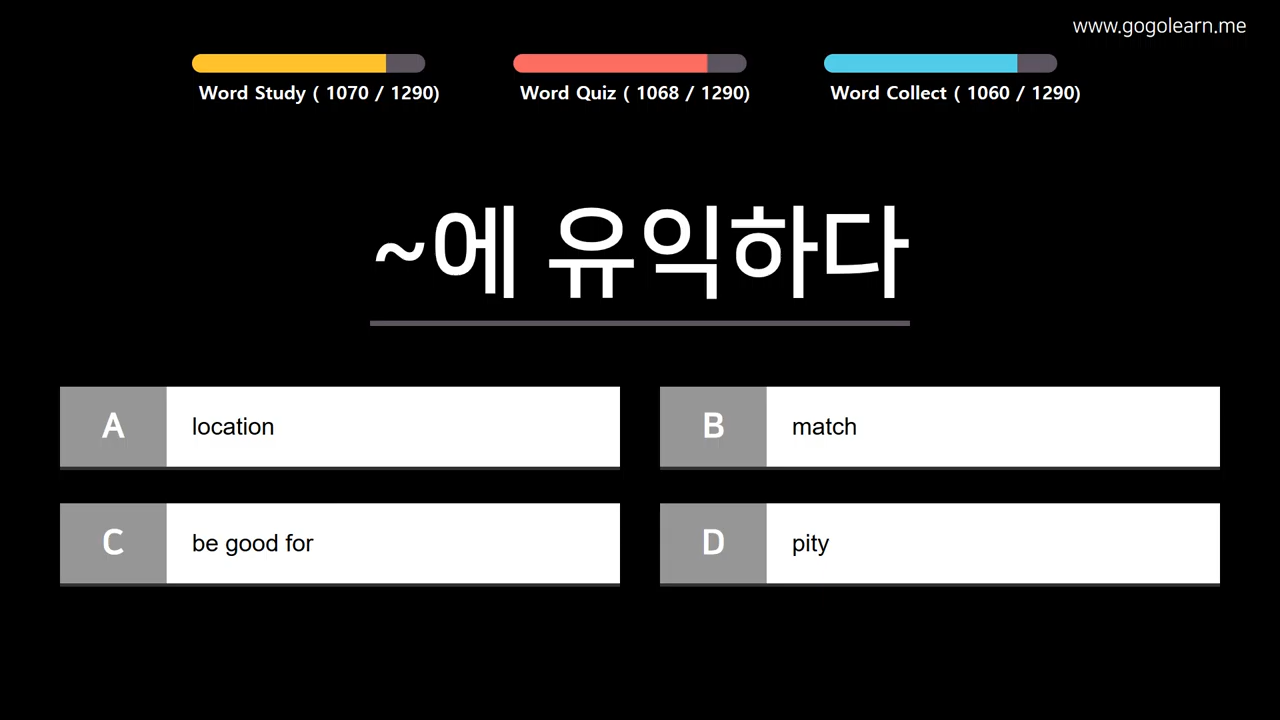 www.gogolearn.me
Word Study ( 1070 / 1290)
Word Quiz ( 1068 / 1290)
Word Collect ( 1060 / 1290)
~에 유익하다
A location
B match
C be good for
D pity